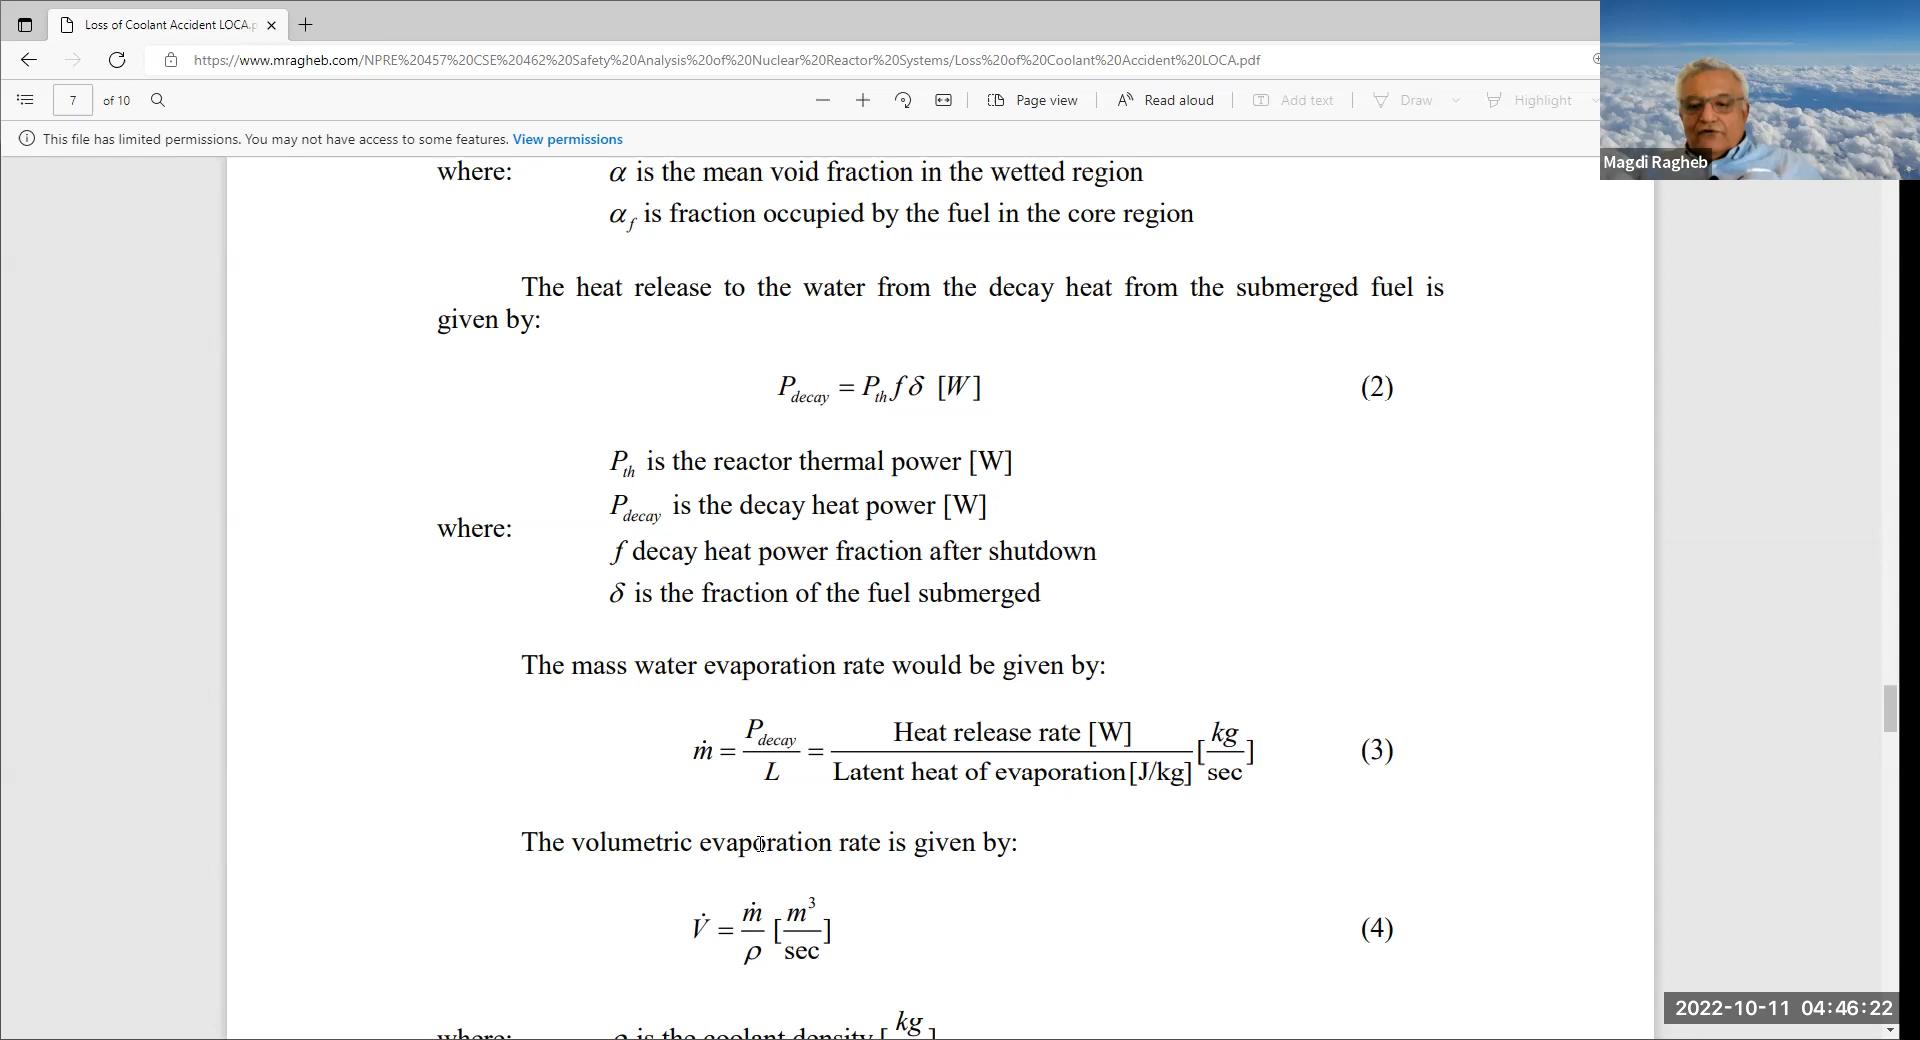 Loss of Coolant Accident LOCA.p
https://www.mragheb.com/NPRE%20457%20CSE%20462%20Safety%20Analysis%20of%20Nuclear%20Reactor%20Systems/Loss%20of%20Coolant%20Accident%20LOCA.pdf
7 of 10 Page view Read aloud Add text Draw Highlight
This file has limited permissions. You may not have access to some features. View permissions
Magdi Ragheb
where: α is the mean void fraction in the wetted region
α_f is fraction occupied by the fuel in the core region
The heat release to the water from the decay heat from the submerged fuel is
given by:
P_decay = P_th f δ [W] (2)
P_th is the reactor thermal power [W]
P_decay is the decay heat power [W]
where:
f decay heat power fraction after shutdown
δ is the fraction of the fuel submerged
The mass water evaporation rate would be given by:
ṁ = P_decay / L = Heat release rate [W] / Latent heat of evaporation[J/kg] [kg/sec] (3)
The volumetric evaporation rate is given by:
V̇ = ṁ / ρ [m³/sec] (4)
where: ρ is the coolant density [kg ]
2022-10-11 04:46:22